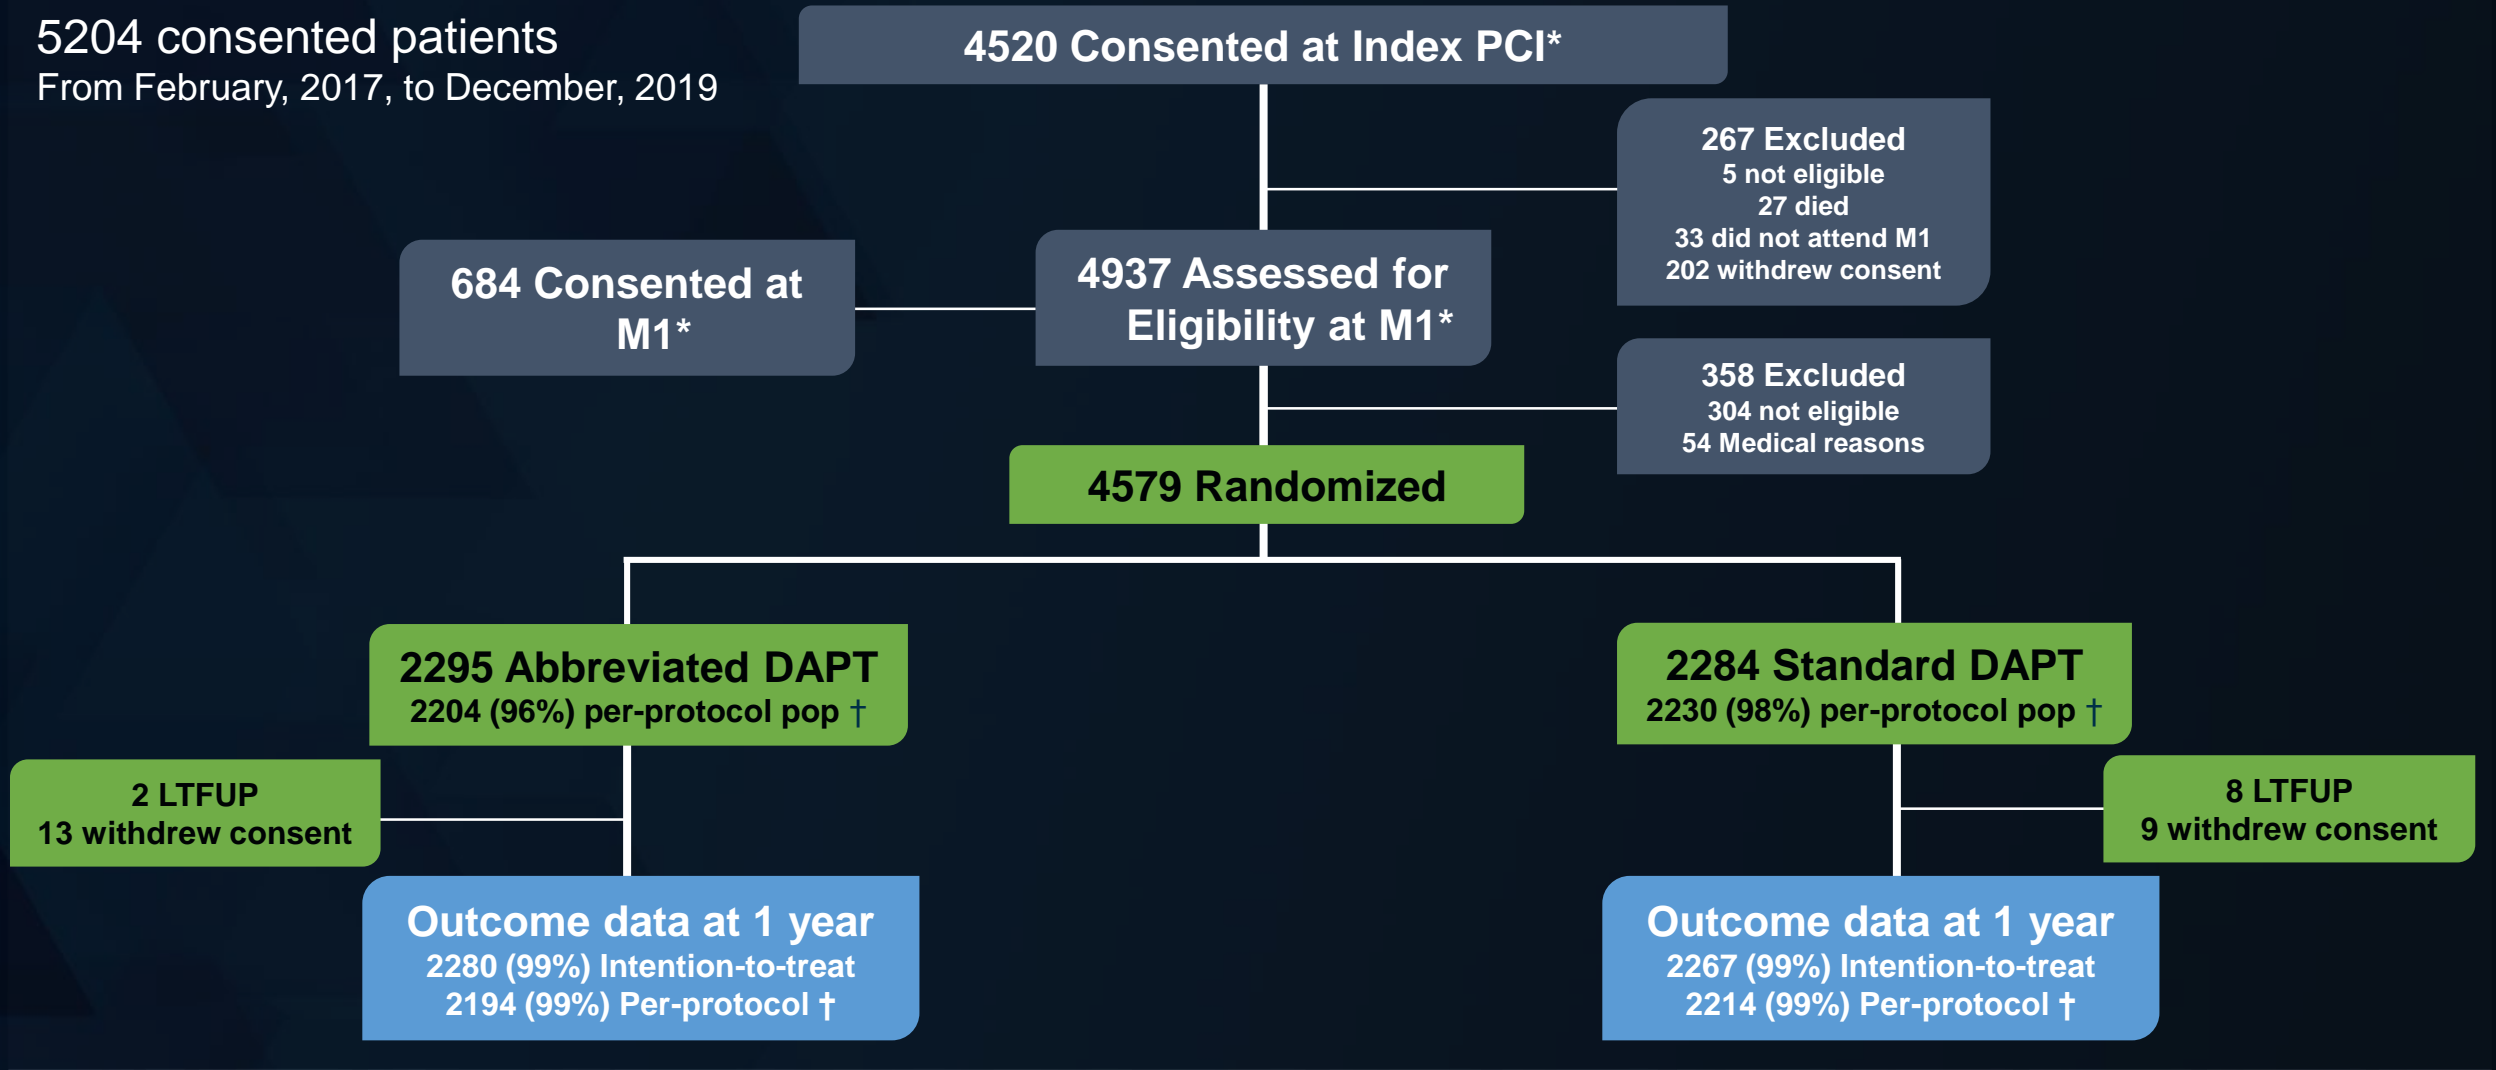 5204 consented patients
From February, 2017, to December, 2019
4520 Consented at Index PCI*
267 Excluded
5 not eligible
27 died
33 did not attend M1
202 withdrew consent
684 Consented at
M1*
4937 Assessed for
Eligibility at M1*
358 Excluded
304 not eligible
54 Medical reasons
4579 Randomized
2295 Abbreviated DAPT
2204 (96%) per-protocol pop †
2284 Standard DAPT
2230 (98%) per-protocol pop †
2 LTFUP
13 withdrew consent
8 LTFUP
9 withdrew consent
Outcome data at 1 year
2280 (99%) Intention-to-treat
2194 (99%) Per-protocol †
Outcome data at 1 year
2267 (99%) Intention-to-treat
2214 (99%) Per-protocol †